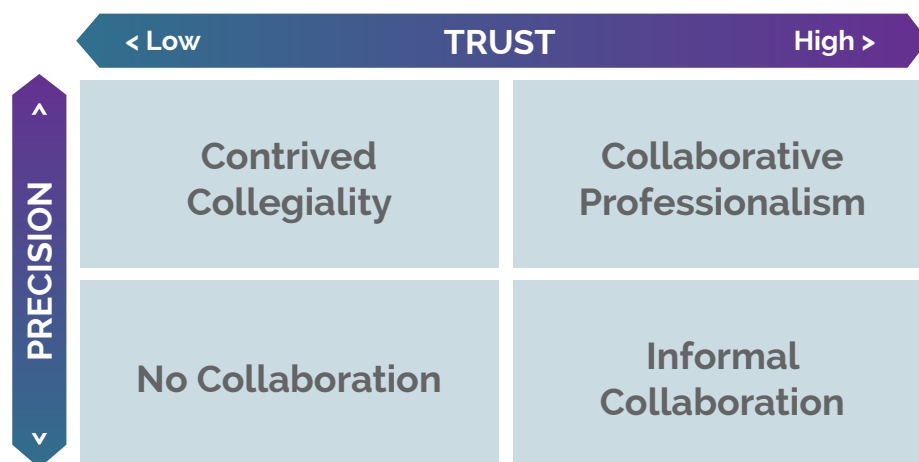 < Low TRUST High >
PRECISION
Contrived
Collegiality
Collaborative
Professionalism
No Collaboration
Informal
Collaboration